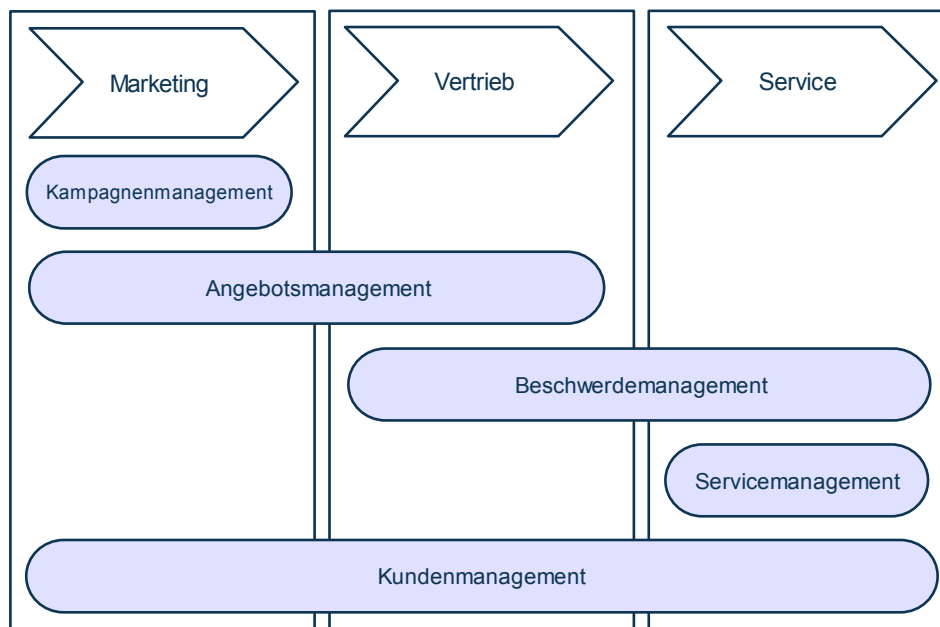 Marketing
Vertrieb
Service
Kampagnenmanagement
Angebotsmanagement
Beschwerdemanagement
Servicemanagement
Kundenmanagement